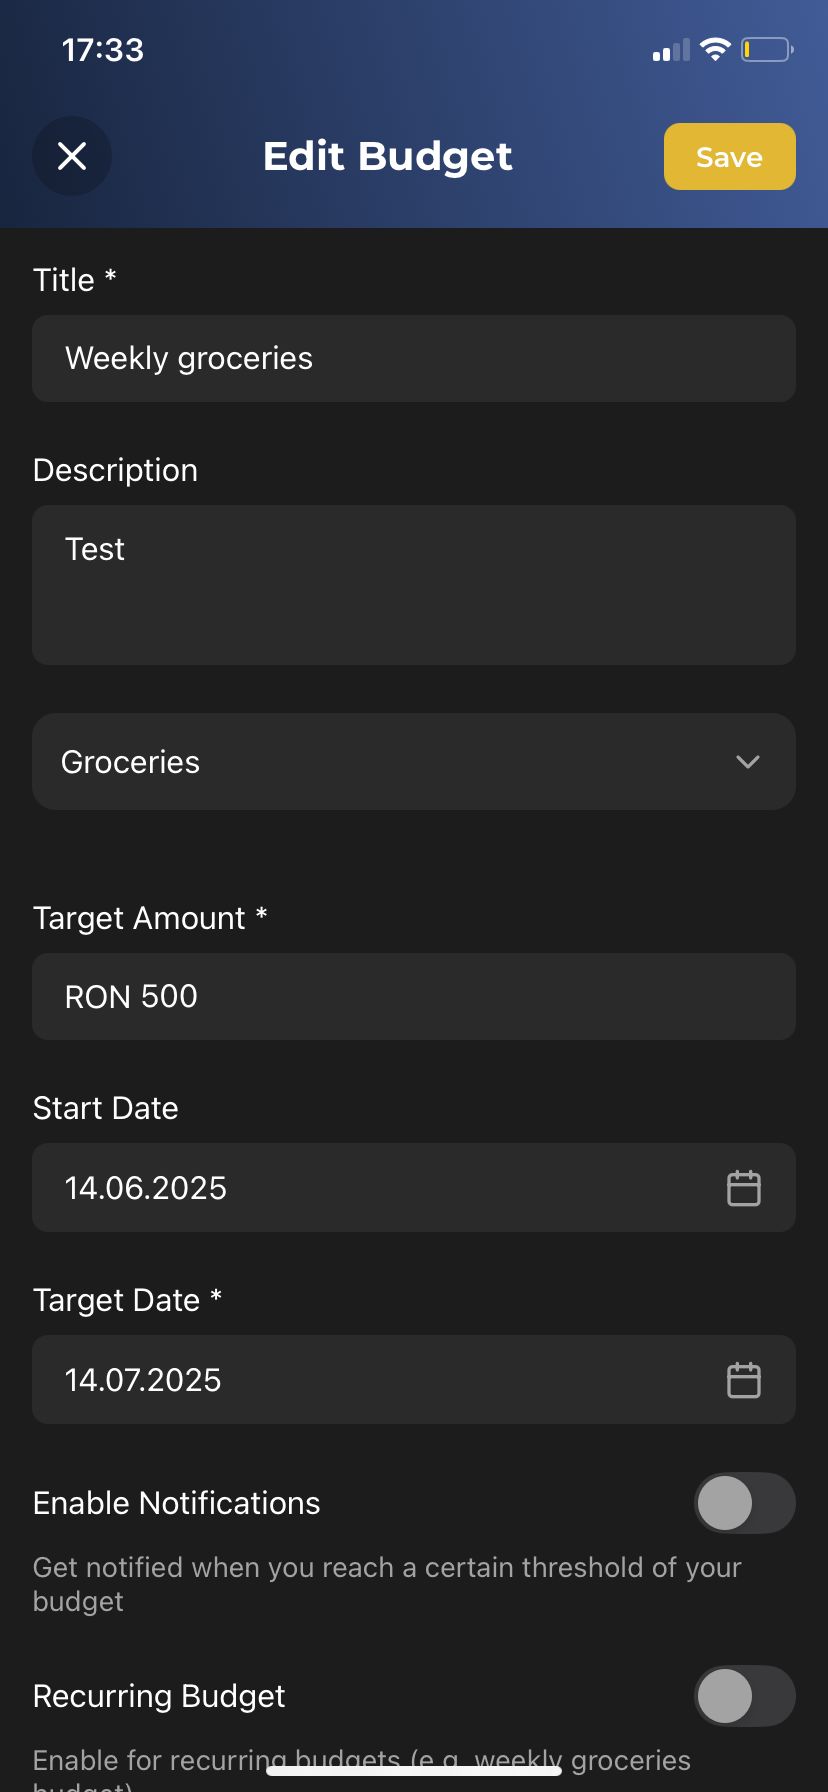 17:33
Edit Budget
Save
Title *
Weekly groceries
Description
Test
Groceries
Target Amount *
RON 500
Start Date
14.06.2025
Target Date *
14.07.2025
Enable Notifications
Get notified when you reach a certain threshold of your
budget
Recurring Budget
Enable for recurring budgets (e.g. weekly groceries
budget)